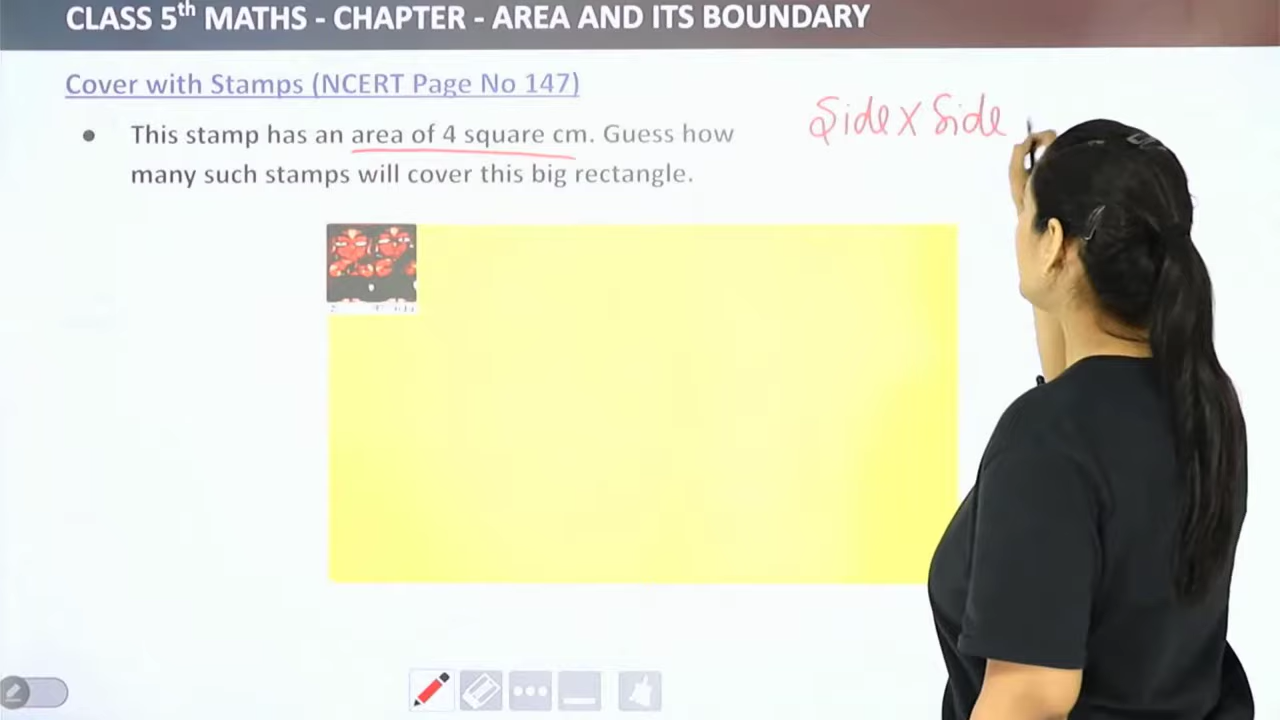 CLASS 5th MATHS - CHAPTER - AREA AND ITS BOUNDARY
Cover with Stamps (NCERT Page No 147)
● This stamp has an area of 4 square cm. Guess how
many such stamps will cover this big rectangle.
Side x Side